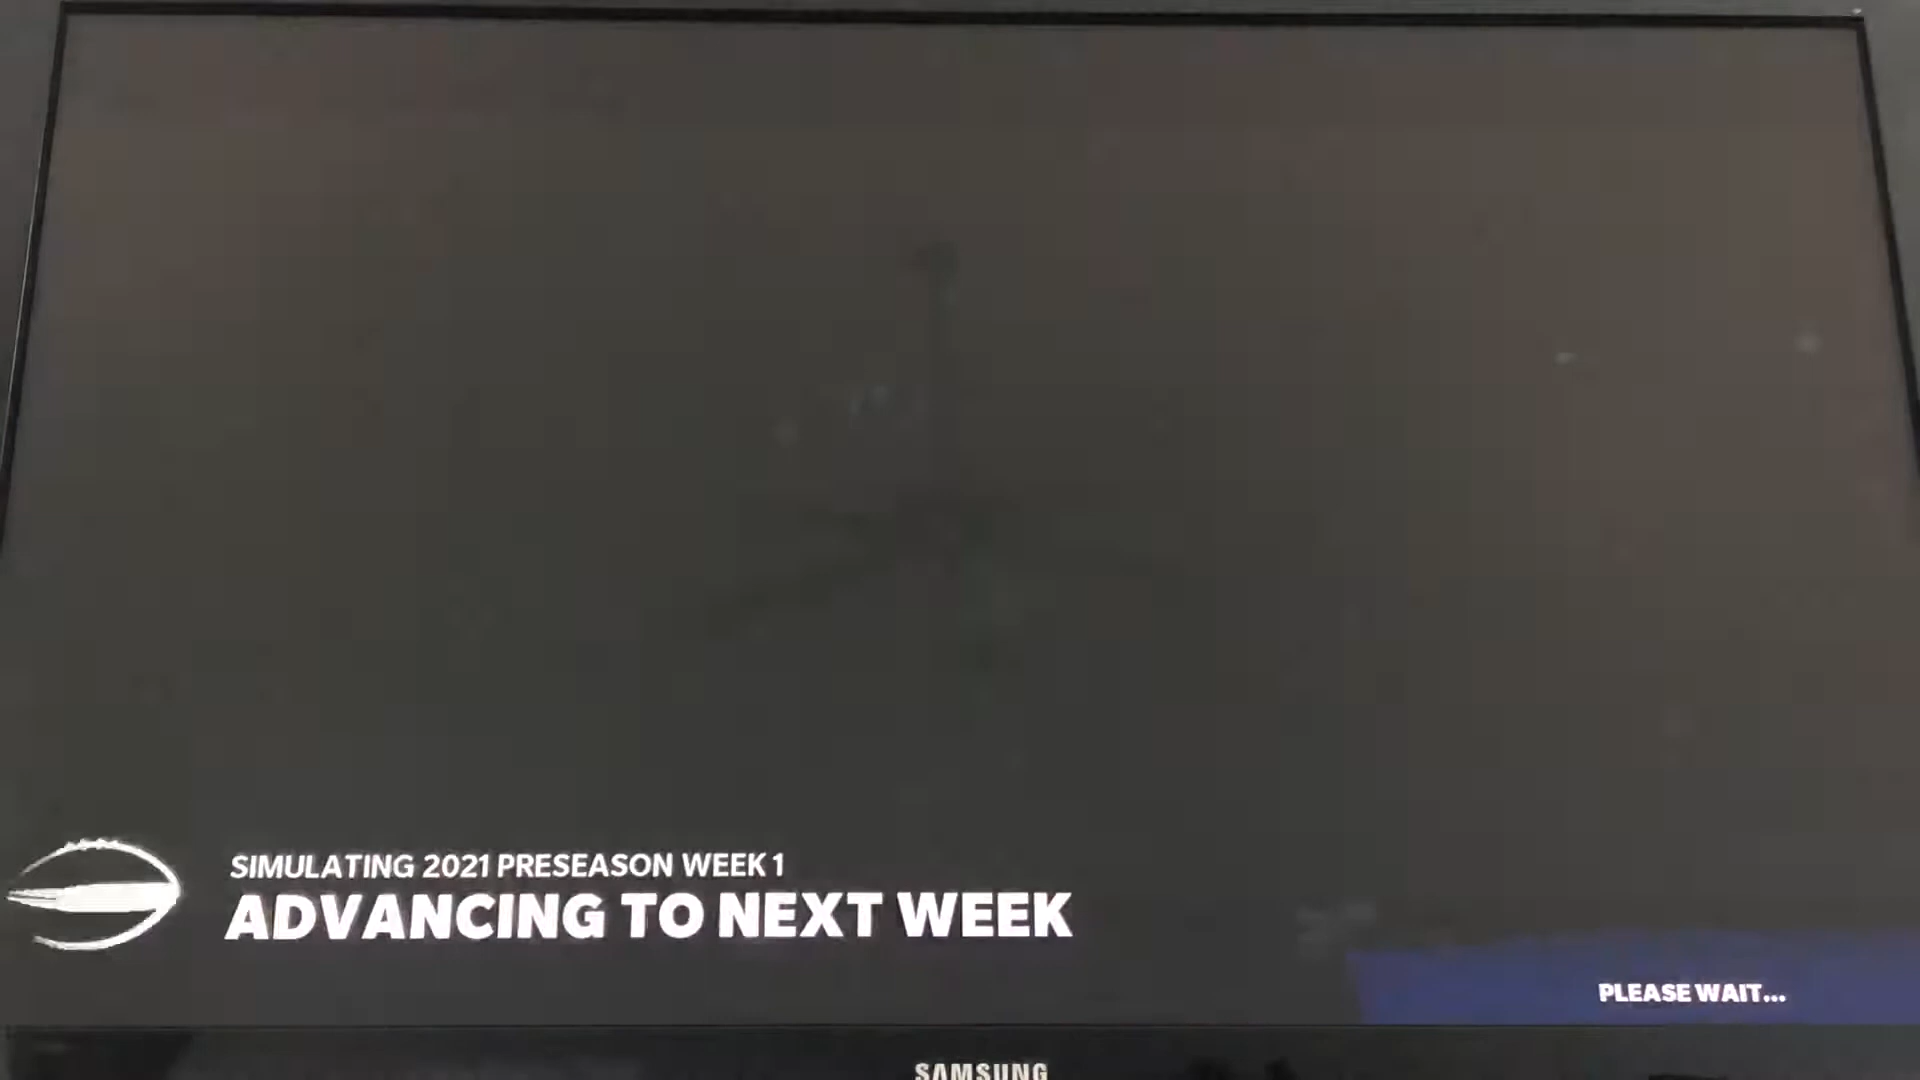 SIMULATING 2021 PRESEASON WEEK 1
ADVANCING TO NEXT WEEK
PLEASE WAIT...
SAMSUNG